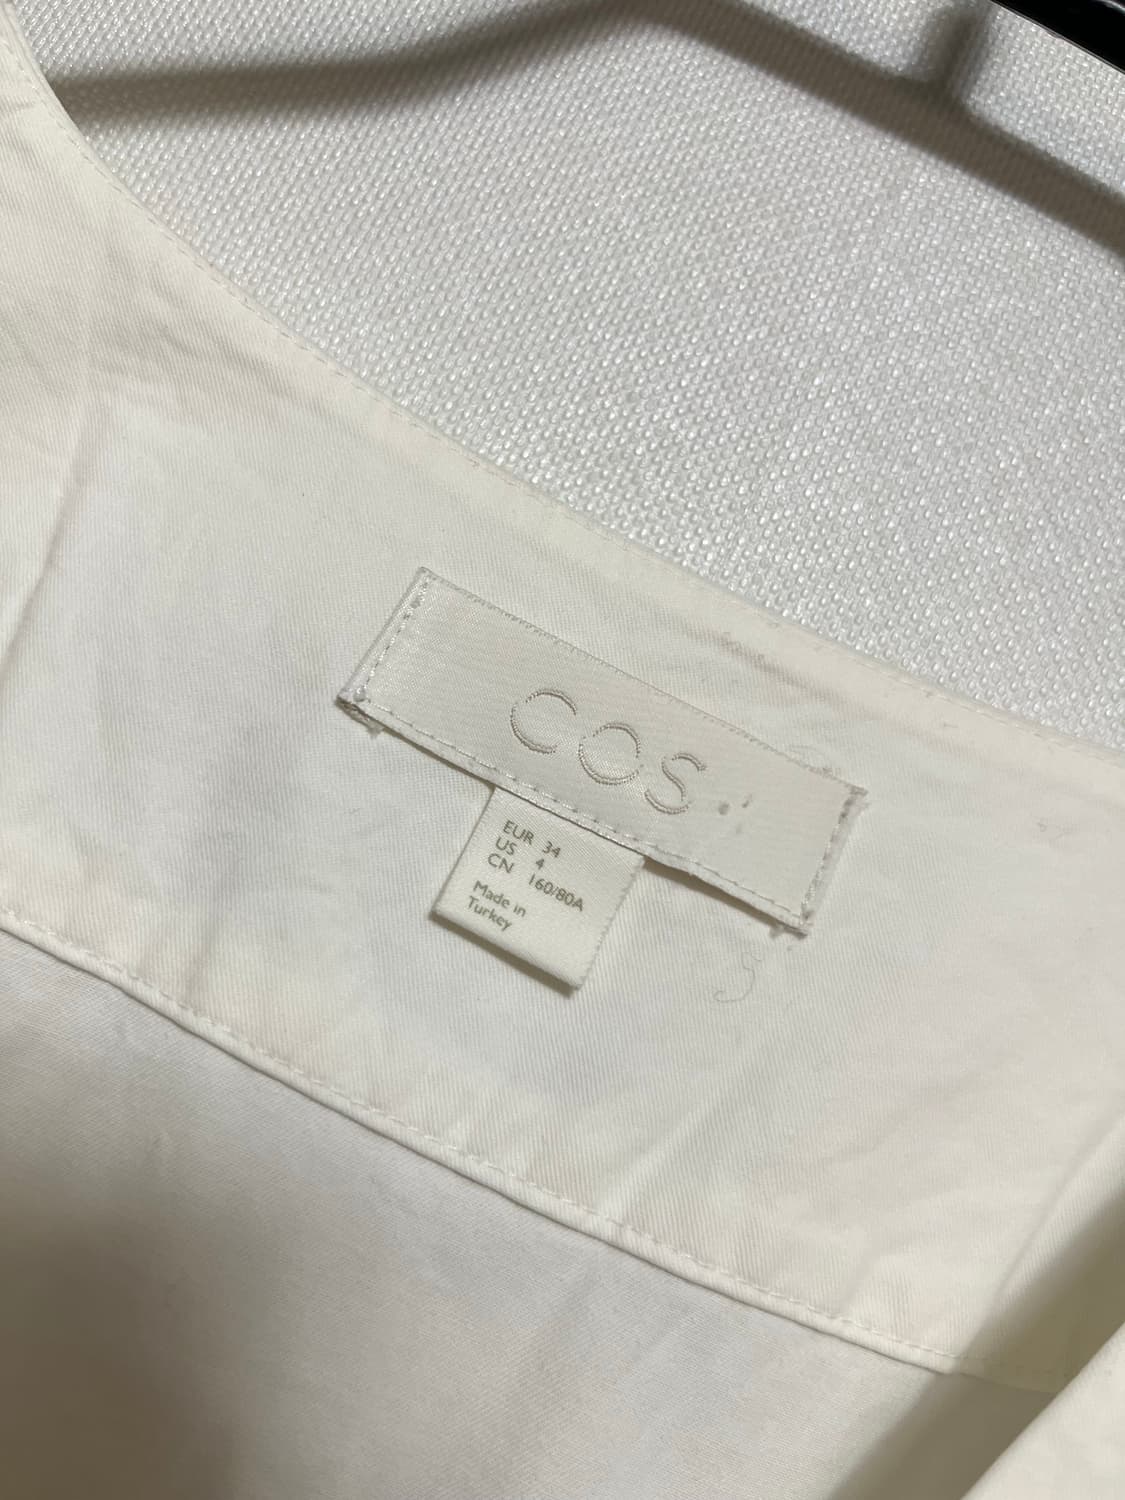 COS
EUR 34
US 4
CN 160/80A
Made in
Turkey